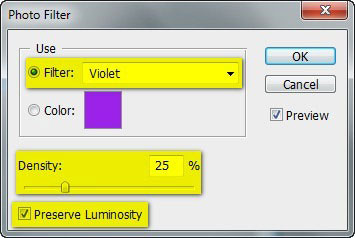 Photo Filter
Use
Filter: Violet
OK
Cancel
Color:
Preview
Density: 25 %
Preserve Luminosity